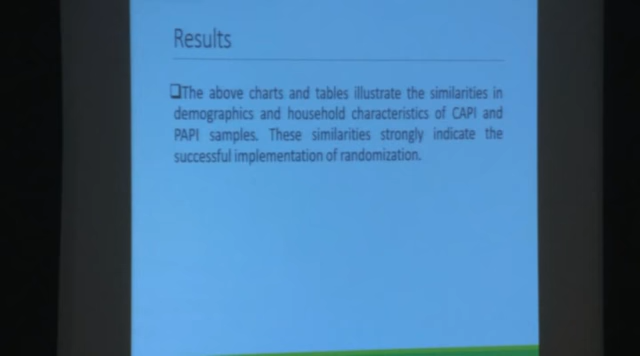 Results
❑The above charts and tables illustrate the similarities in
demographics and household characteristics of CAPI and
PAPI samples. These similarities strongly indicate the
successful implementation of randomization.